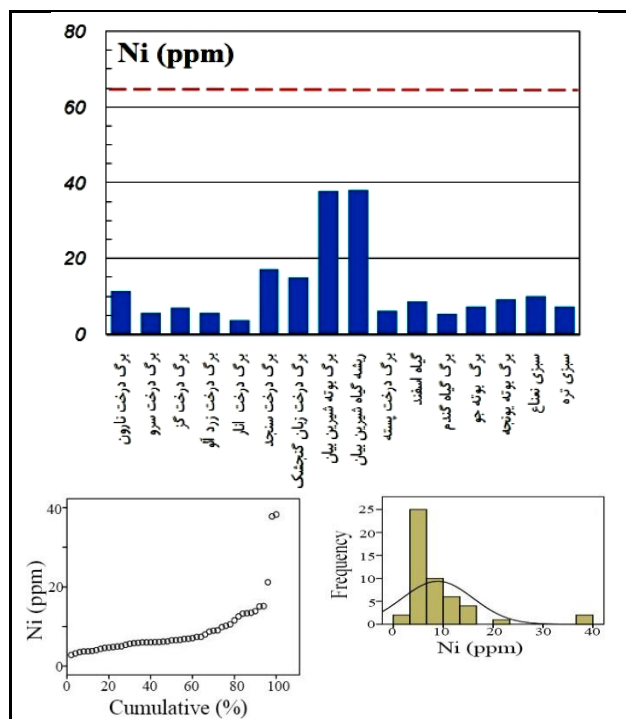 80
Ni (ppm)
60
40
20
0
برگ درخت نارون
برگ درخت سرو
برگ درخت گز
برگ درخت زرد آلو
برگ درخت انار
برگ درخت سنجد
برگ درخت زبان گنجشک
برگ بوته شیرین بیان
ریشه گیاه شیرین بیان
برگ درخت پسته
گیاه اسفند
برگ گیاه گندم
برگ بوته جو
برگ بوته یونجه
سبزی نعناع
سبزی تره
40
20
0
Ni (ppm)
0 20 40 60 80 100
Cumulative (%)
25
20
15
10
5
0
Frequency
0 10 20 30 40
Ni (ppm)